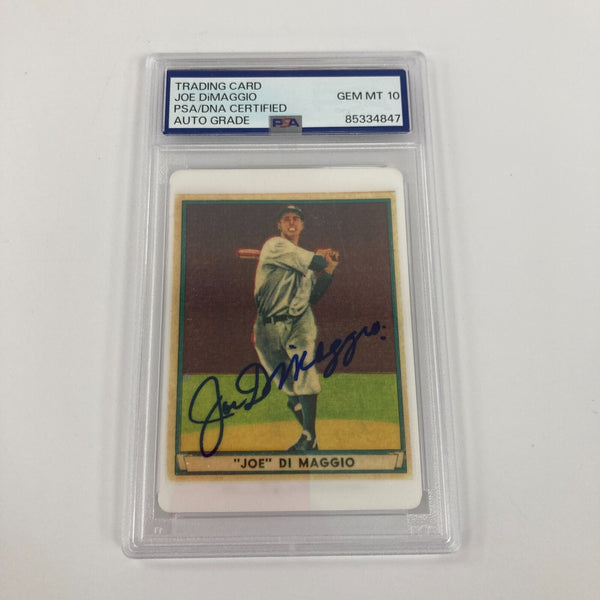 TRADING CARD
JOE DiMAGGIO
PSA/DNA CERTIFIED
AUTO GRADE
GEM MT 10
PSA
85334847
Joe DiMaggio
"JOE" DI MAGGIO